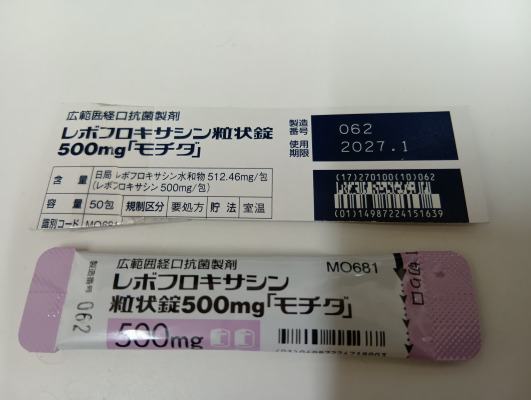 広範囲経口抗菌製剤
レボフロキサシン粒状錠
500mg「モチダ」
製造番号 062
使用期限 2027.1
含量 日局 レボフロキサシン水和物 512.46mg/包
(レボフロキサシン 500mg/包)
容量 50包 規制区分 要処方 貯法 室温
識別コード MO681
(17)270100(10)062
(01)14987224151639
広範囲経口抗菌製剤
MO681
レボフロキサシン
粒状錠500mg「モチダ」
500mg
製造番号 062